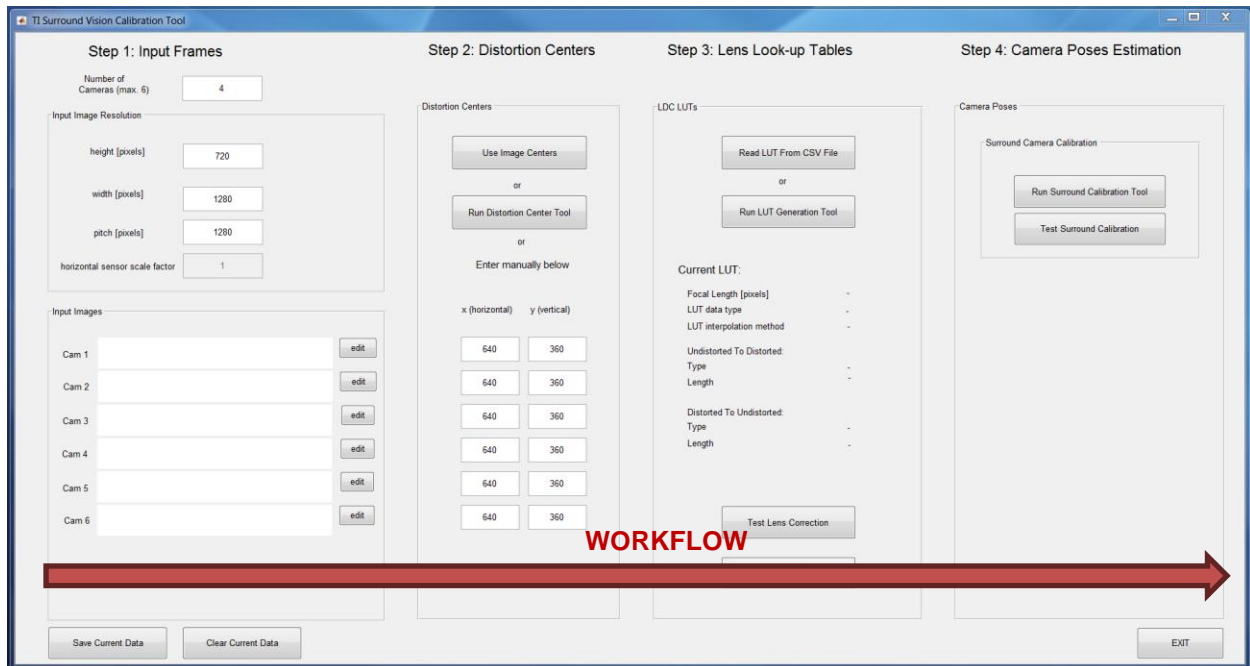 TI Surround Vision Calibration Tool
X
Step 1: Input Frames
Number of
Cameras (max. 6)
4
Input Image Resolution
height [pixels]
720
width [pixels]
1280
pitch [pixels]
1280
horizontal sensor scale factor
1
Input Images
Cam 1
edit
Cam 2
edit
Cam 3
edit
Cam 4
edit
Cam 5
edit
Cam 6
edit
Save Current Data
Clear Current Data
Step 2: Distortion Centers
Distortion Centers
Use Image Centers
or
Run Distortion Center Tool
or
Enter manually below
x (horizontal) y (vertical)
640 360
640 360
640 360
640 360
640 360
640 360
Step 3: Lens Look-up Tables
LDC LUTs
Read LUT From CSV File
or
Run LUT Generation Tool
Current LUT:
Focal Length [pixels] -
LUT data type -
LUT interpolation method -
Undistorted To Distorted:
Type -
Length -
Distorted To Undistorted:
Type -
Length -
Test Lens Correction
WORKFLOW
Step 4: Camera Poses Estimation
Camera Poses
Surround Camera Calibration
Run Surround Calibration Tool
Test Surround Calibration
EXIT